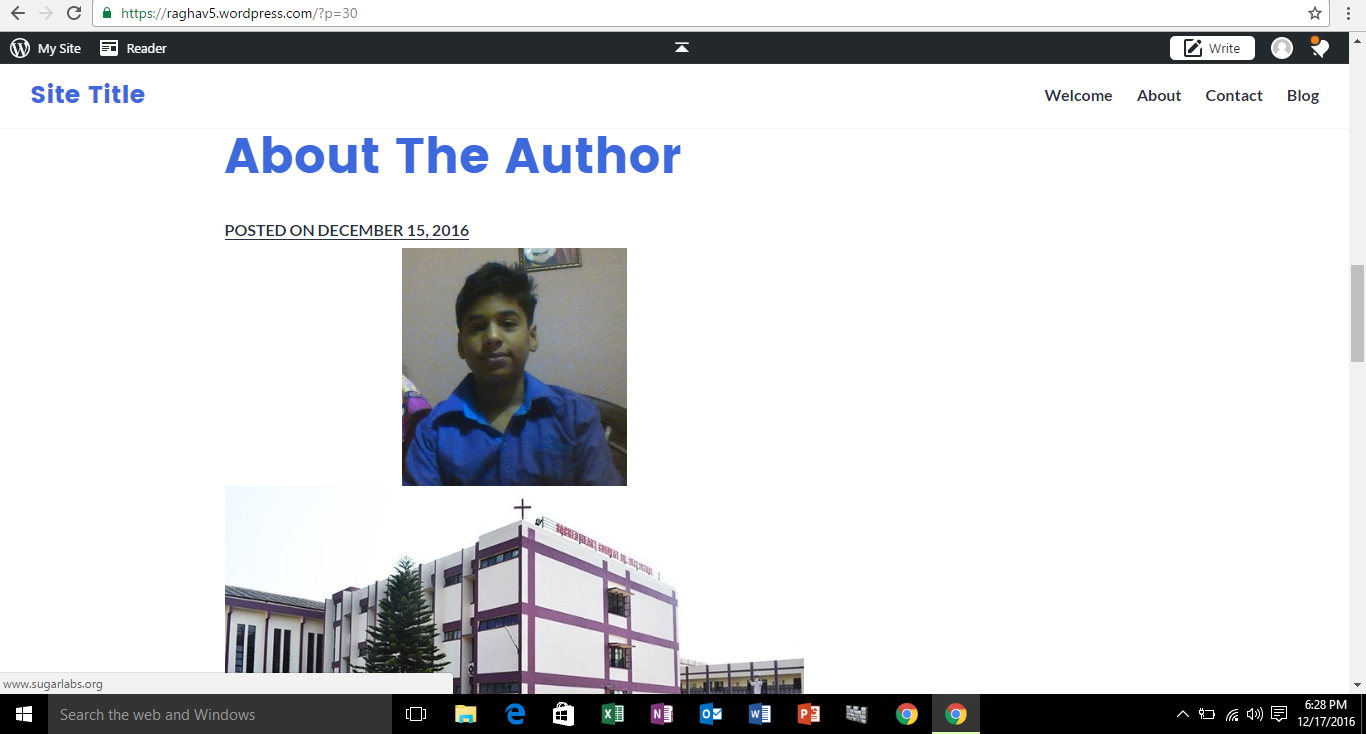 https://raghav5.wordpress.com/?p=30
My Site Reader Write
Site Title Welcome About Contact Blog
About The Author
POSTED ON DECEMBER 15, 2016
www.sugarlabs.org
Search the web and Windows
6:28 PM
12/17/2016